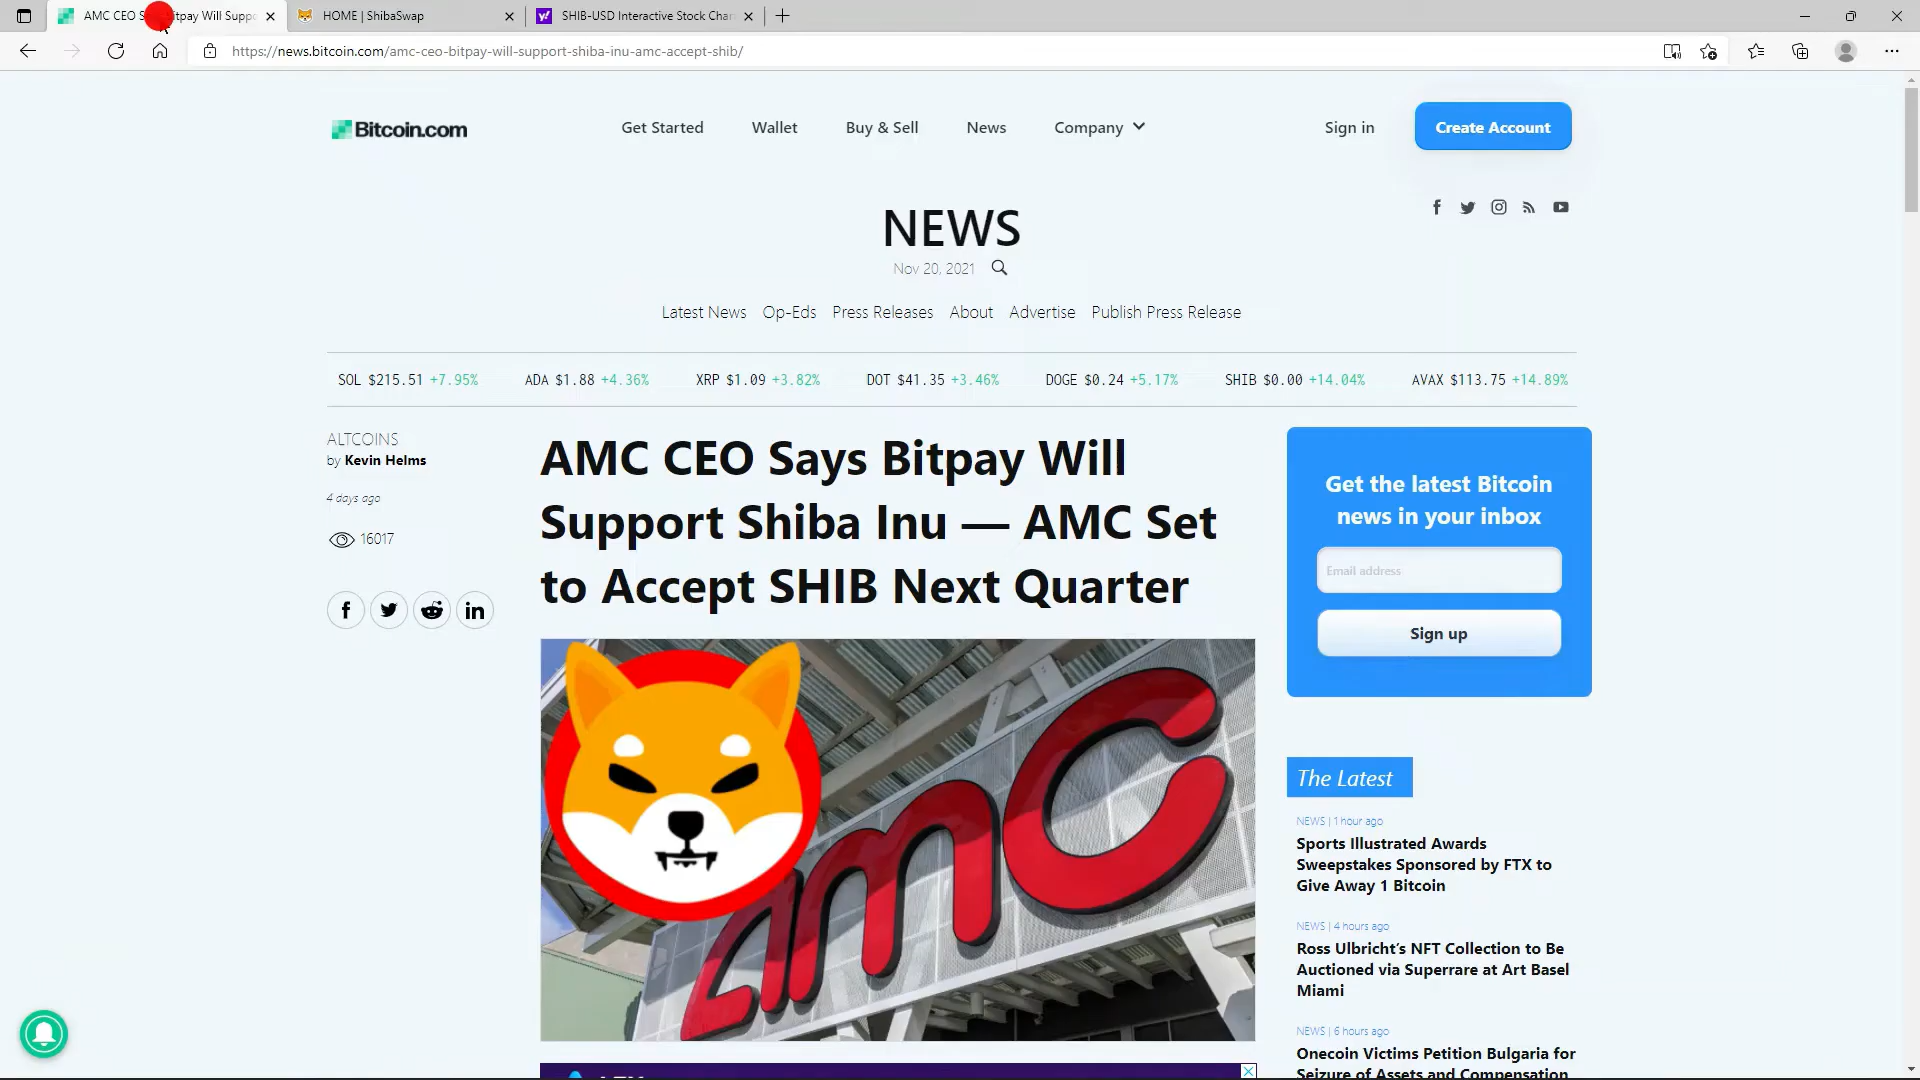 AMC CEO S itpay Will Suppo
HOME | ShibaSwap
SHIB-USD Interactive Stock Char
https://news.bitcoin.com/amc-ceo-bitpay-will-support-shiba-inu-amc-accept-shib/
Bitcoin.com
Get Started
Wallet
Buy & Sell
News
Company
Sign in
Create Account
NEWS
Nov 20, 2021
Latest News
Op-Eds
Press Releases
About
Advertise
Publish Press Release
SOL $215.51 +7.95%
ADA $1.88 +4.36%
XRP $1.09 +3.82%
DOT $41.35 +3.46%
DOGE $0.24 +5.17%
SHIB $0.00 +14.04%
AVAX $113.75 +14.89%
ALTCOINS
by Kevin Helms
4 days ago
16017
AMC CEO Says Bitpay Will
Support Shiba Inu — AMC Set
to Accept SHIB Next Quarter
amc
Get the latest Bitcoin
news in your inbox
Email address
Sign up
The Latest
NEWS | 1 hour ago
Sports Illustrated Awards
Sweepstakes Sponsored by FTX to
Give Away 1 Bitcoin
NEWS | 4 hours ago
Ross Ulbricht's NFT Collection to Be
Auctioned via Superrare at Art Basel
Miami
NEWS | 6 hours ago
Onecoin Victims Petition Bulgaria for
Seizure of Assets and Compensation